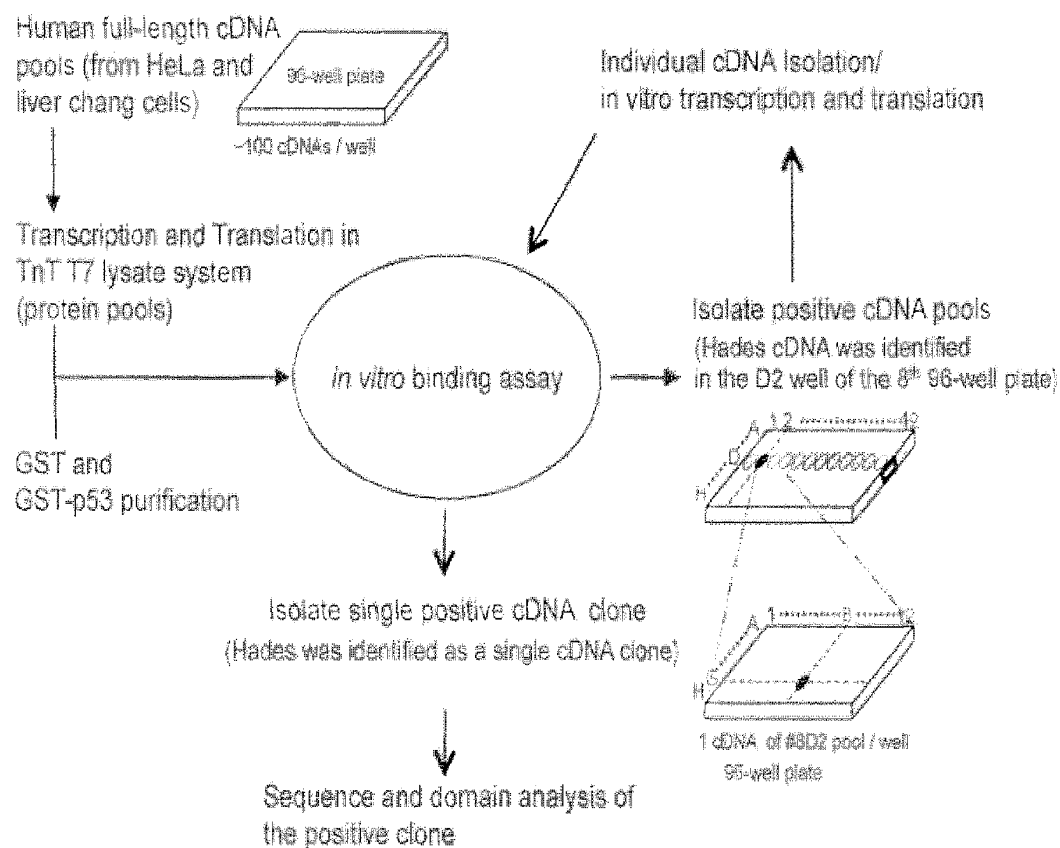 Human full-length cDNA
pools (from HeLa and
liver chang cells)
96-well plate
~100 cDNAs / well
Individual cDNA Isolation/
in vitro transcription and translation
Transcription and Translation in
TnT T7 lysate system
(protein pools)
in vitro binding assay
GST and
GST-p53 purification
Isolate positive cDNA pools
(Hades cDNA was identified
in the D2 well of the 8th 96-well plate)
A 1 2 12
D
H
Isolate single positive cDNA clone
(Hades was identified as a single cDNA clone)
A 1 12
H
1 cDNA of #8D2 pool / well
96-well plate
Sequence and domain analysis of
the positive clone